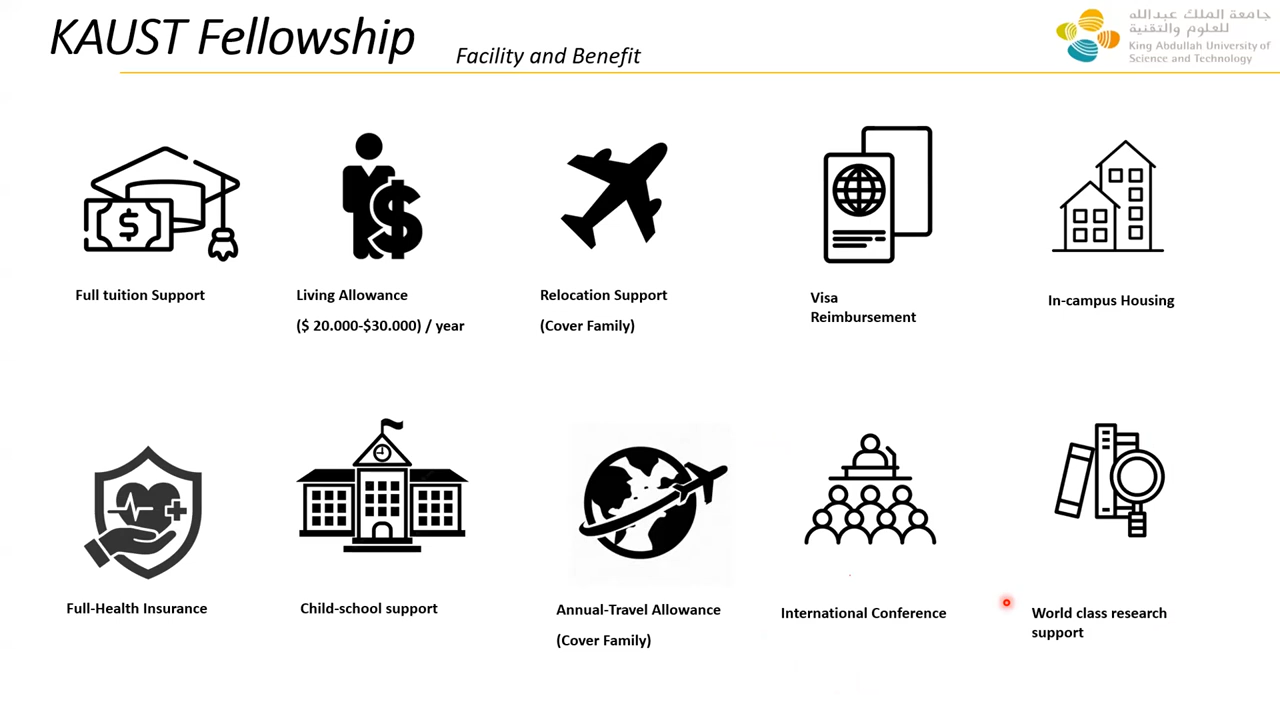 KAUST Fellowship
Facility and Benefit
جامعة الملك عبدالله
للعلوم والتقنية
King Abdullah University of
Science and Technology
Full tuition Support
Living Allowance
($ 20.000-$30.000) / year
Relocation Support
(Cover Family)
Visa
Reimbursement
In-campus Housing
Full-Health Insurance
Child-school support
Annual-Travel Allowance
(Cover Family)
International Conference
World class research
support